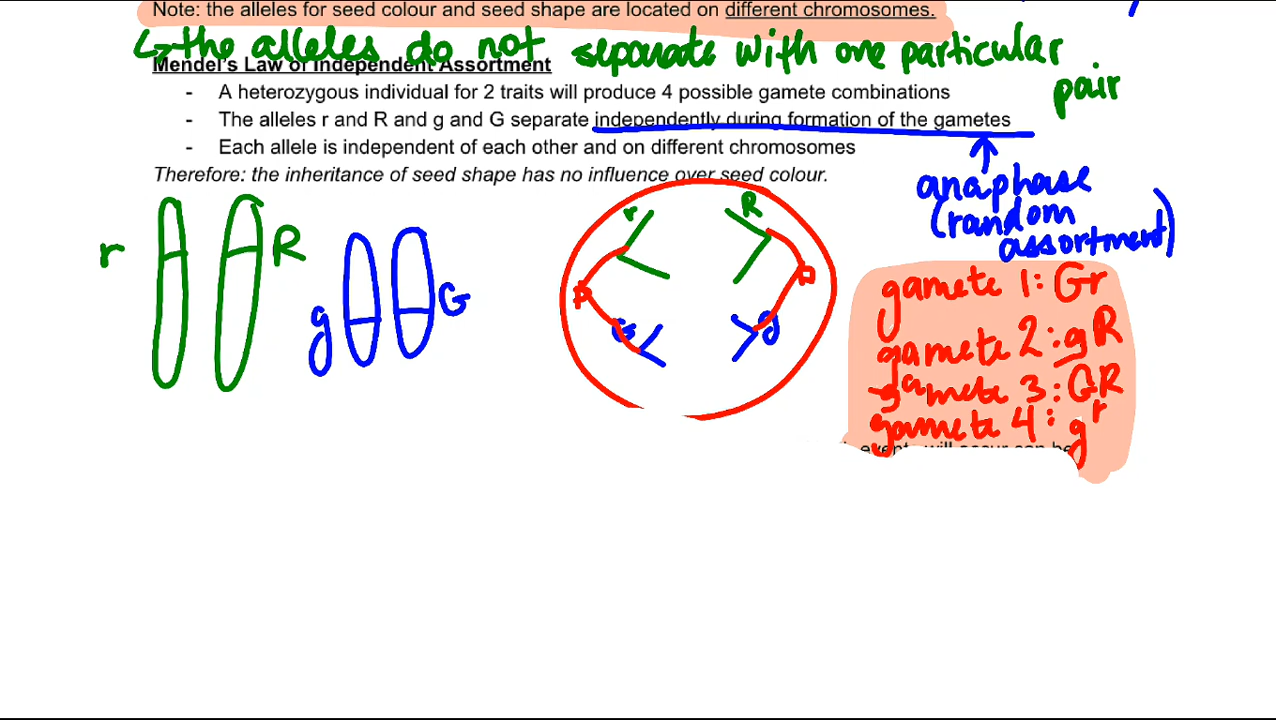 Note: the alleles for seed colour and seed shape are located on different chromosomes.
↳ the alleles do not separate with one particular
pair
Mendel's Law of Independent Assortment
- A heterozygous individual for 2 traits will produce 4 possible gamete combinations
- The alleles r and R and g and G separate independently during formation of the gametes
- Each allele is independent of each other and on different chromosomes
Therefore: the inheritance of seed shape has no influence over seed colour.
anaphase
(random
assortment)
r R
g G
r R
G g
gamete 1: Gr
gamete 2: gR
gamete 3: GR
gamete 4: gr